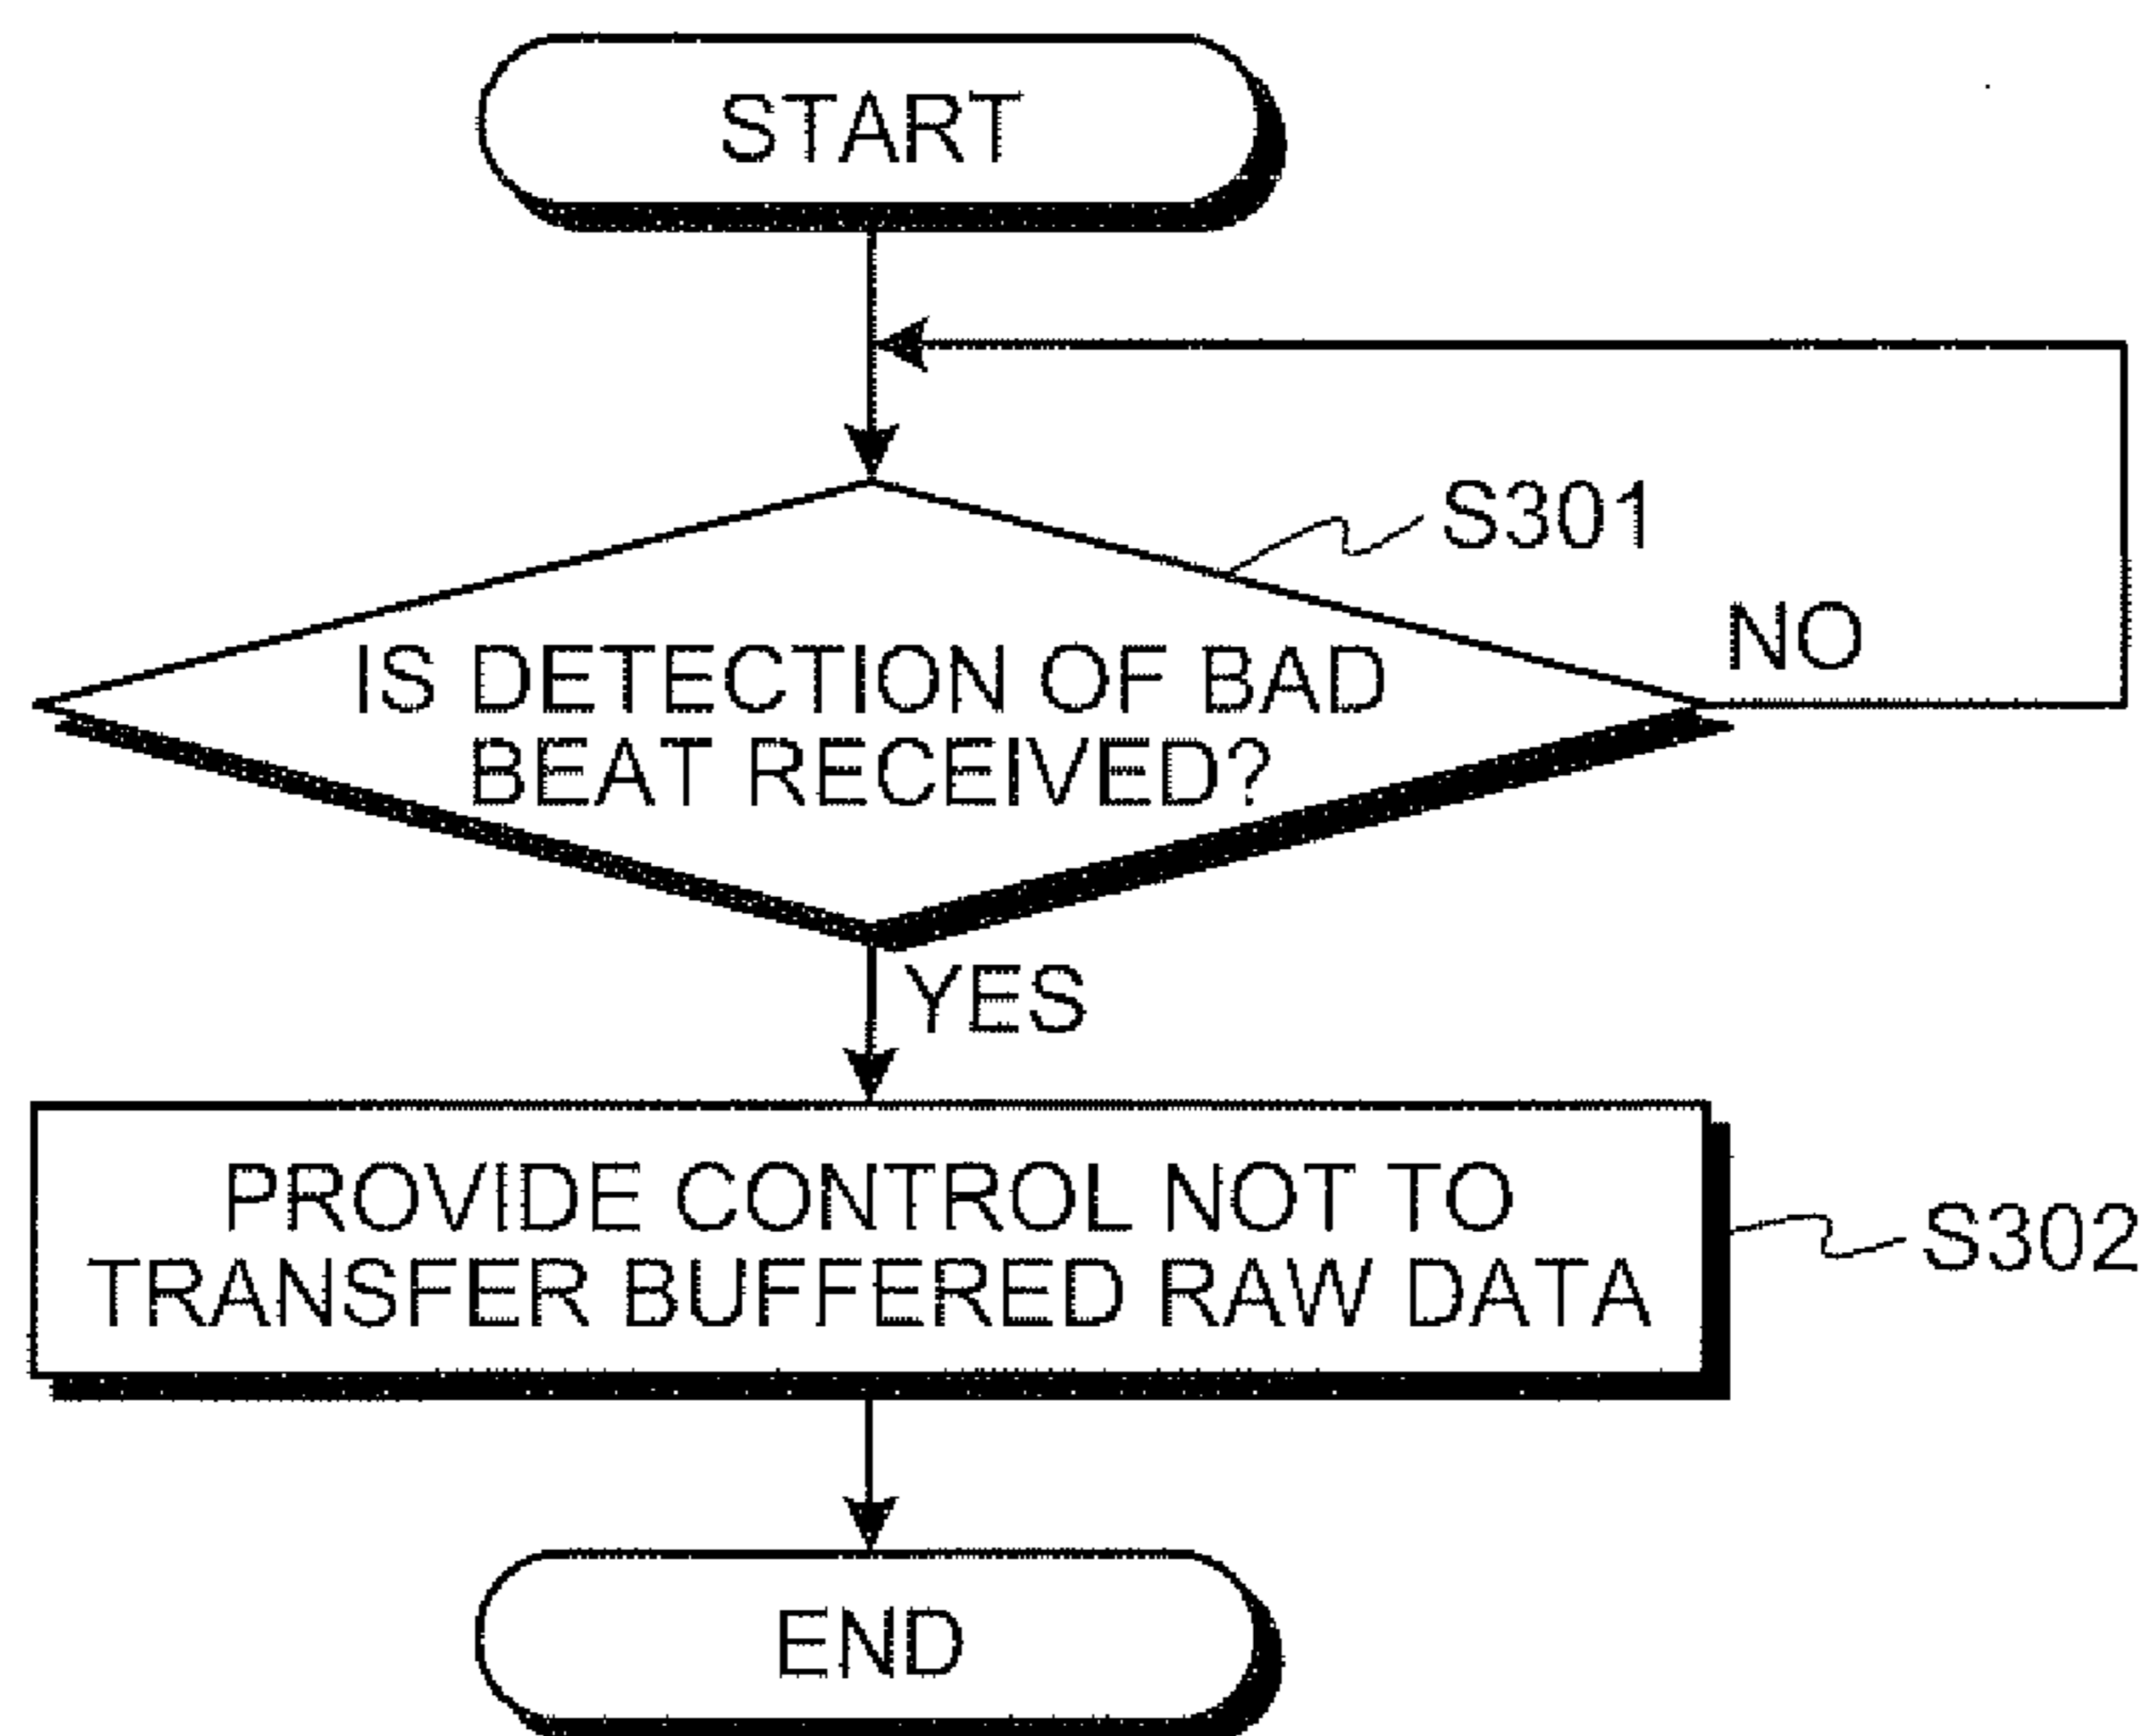 START
S301
NO
IS DETECTION OF BAD
BEAT RECEIVED?
YES
PROVIDE CONTROL NOT TO
TRANSFER BUFFERED RAW DATA
S302
END